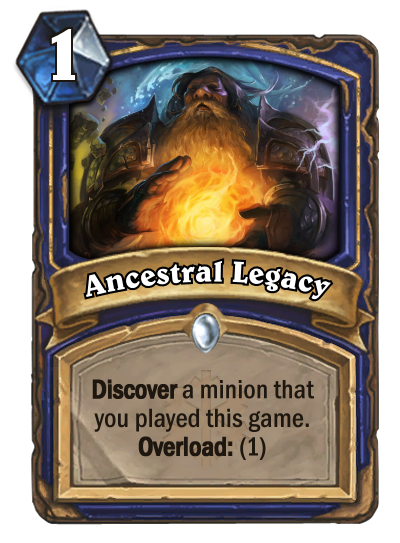 1
Ancestral Legacy
Discover a minion that
you played this game.
Overload: (1)